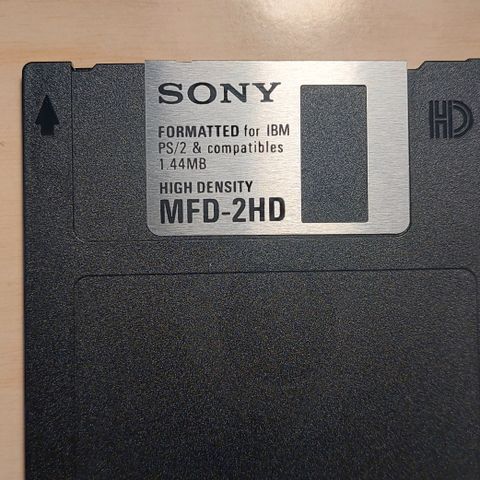 SONY
FORMATTED for IBM
PS/2 & compatibles
1.44MB
HIGH DENSITY
MFD-2HD
HD